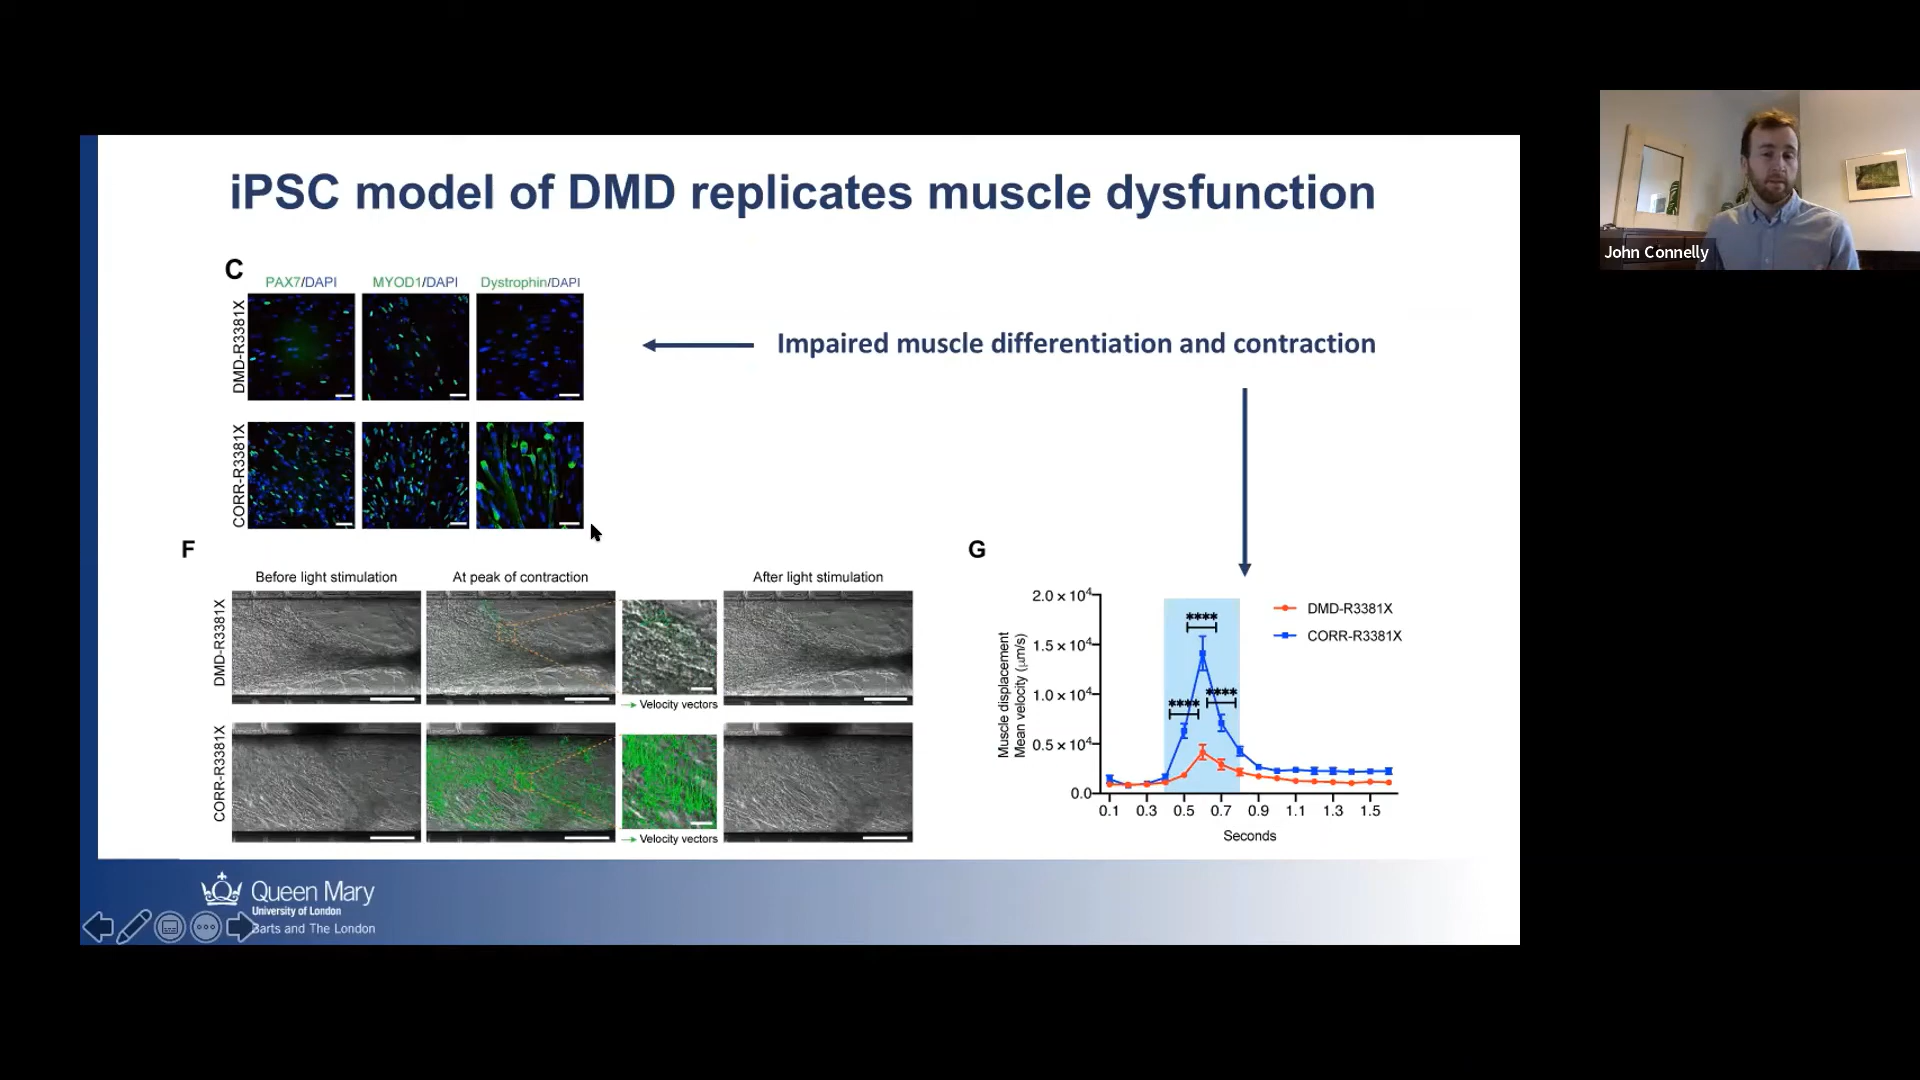 iPSC model of DMD replicates muscle dysfunction
John Connelly
C
PAX7/DAPI
MYOD1/DAPI
Dystrophin/DAPI
DMD-R3381X
CORR-R3381X
Impaired muscle differentiation and contraction
F
Before light stimulation
At peak of contraction
After light stimulation
DMD-R3381X
→ Velocity vectors
CORR-R3381X
→ Velocity vectors
G
Muscle displacement
Mean velocity (µm/s)
2.0 x 10⁴
1.5 x 10⁴
1.0 x 10⁴
0.5 x 10⁴
0.0
****
****
****
DMD-R3381X
CORR-R3381X
0.1 0.3 0.5 0.7 0.9 1.1 1.3 1.5
Seconds
Queen Mary
University of London
Barts and The London